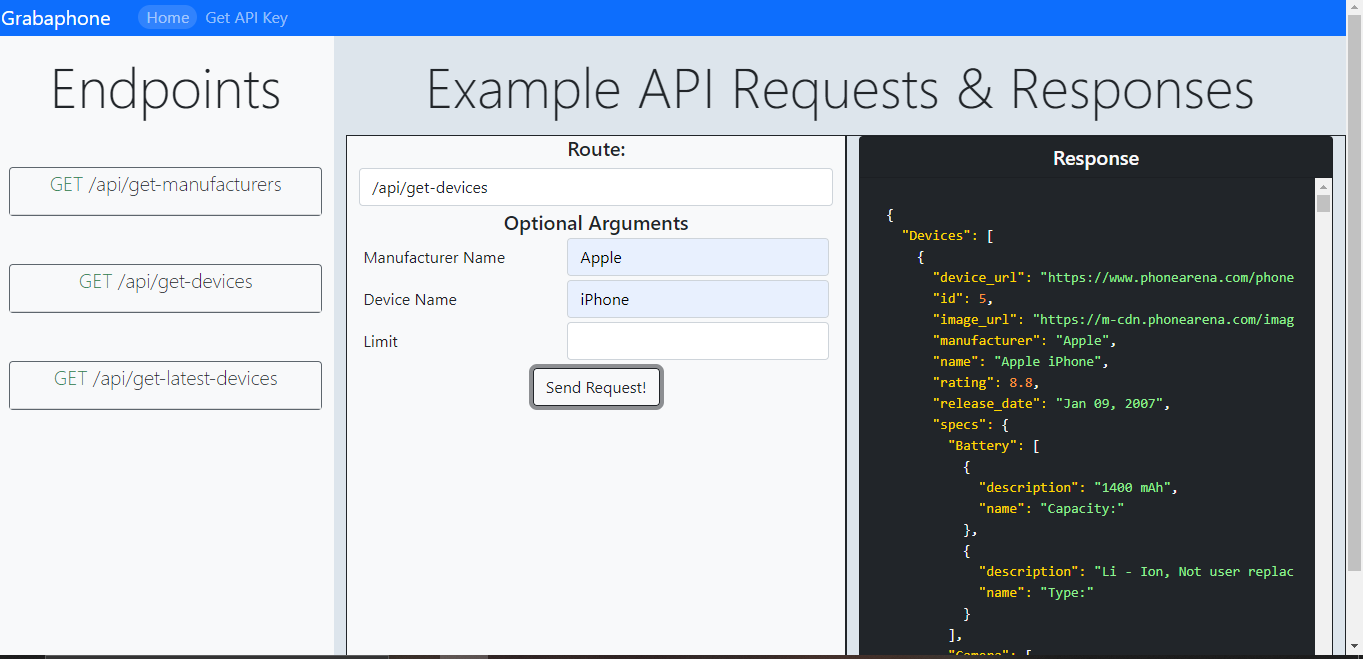 Grabaphone Home Get API Key
Endpoints
GET /api/get-manufacturers
GET /api/get-devices
GET /api/get-latest-devices
Example API Requests & Responses
Route:
/api/get-devices
Optional Arguments
Manufacturer Name Apple
Device Name iPhone
Limit
Send Request!
Response
{
"Devices": [
{
"device_url": "https://www.phonearena.com/phone
"id": 5,
"image_url": "https://m-cdn.phonearena.com/imag
"manufacturer": "Apple",
"name": "Apple iPhone",
"rating": 8.8,
"release_date": "Jan 09, 2007",
"specs": {
"Battery": [
{
"description": "1400 mAh",
"name": "Capacity:"
},
{
"description": "Li - Ion, Not user replac
"name": "Type:"
}
],
"Camera": [